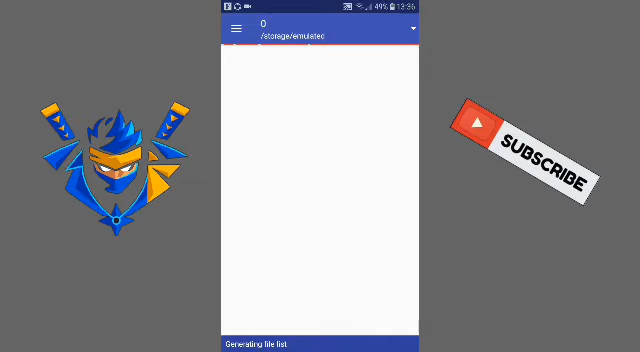 49% 13:36
0
/storage/emulated
SUBSCRIBE
Generating file list